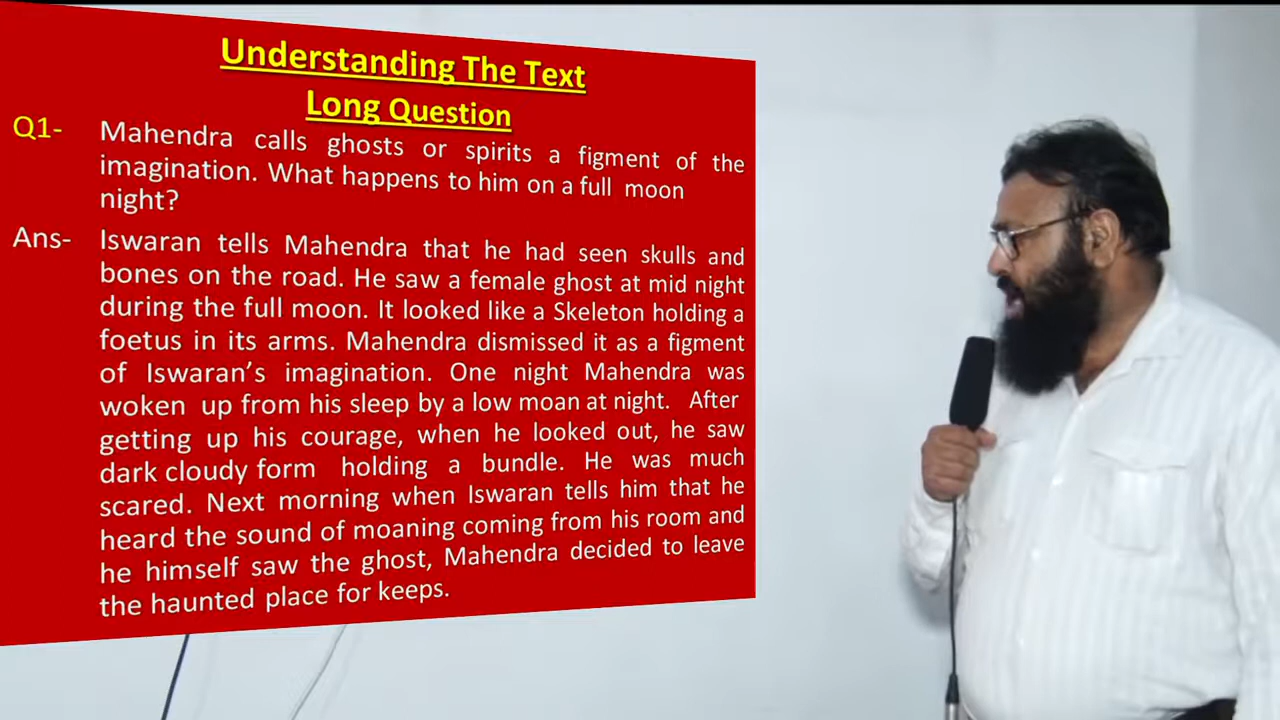 Understanding The Text
Long Question
Q1- Mahendra calls ghosts or spirits a figment of the
imagination. What happens to him on a full moon
night?
Ans- Iswaran tells Mahendra that he had seen skulls and
bones on the road. He saw a female ghost at mid night
during the full moon. It looked like a Skeleton holding a
foetus in its arms. Mahendra dismissed it as a figment
of Iswaran's imagination. One night Mahendra was
woken up from his sleep by a low moan at night. After
getting up his courage, when he looked out, he saw
dark cloudy form holding a bundle. He was much
scared. Next morning when Iswaran tells him that he
heard the sound of moaning coming from his room and
he himself saw the ghost, Mahendra decided to leave
the haunted place for keeps.